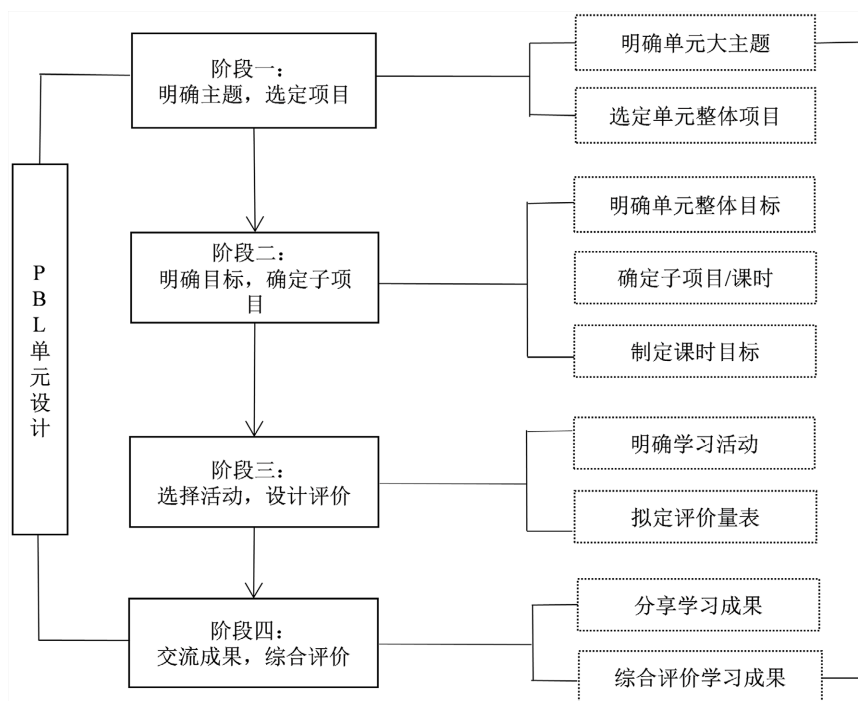 PBL单元设计
阶段一：
明确主题，选定项目
明确单元大主题
选定单元整体项目
阶段二：
明确目标，确定子项
目
明确单元整体目标
确定子项目/课时
制定课时目标
阶段三：
选择活动，设计评价
明确学习活动
拟定评价量表
阶段四：
交流成果，综合评价
分享学习成果
综合评价学习成果